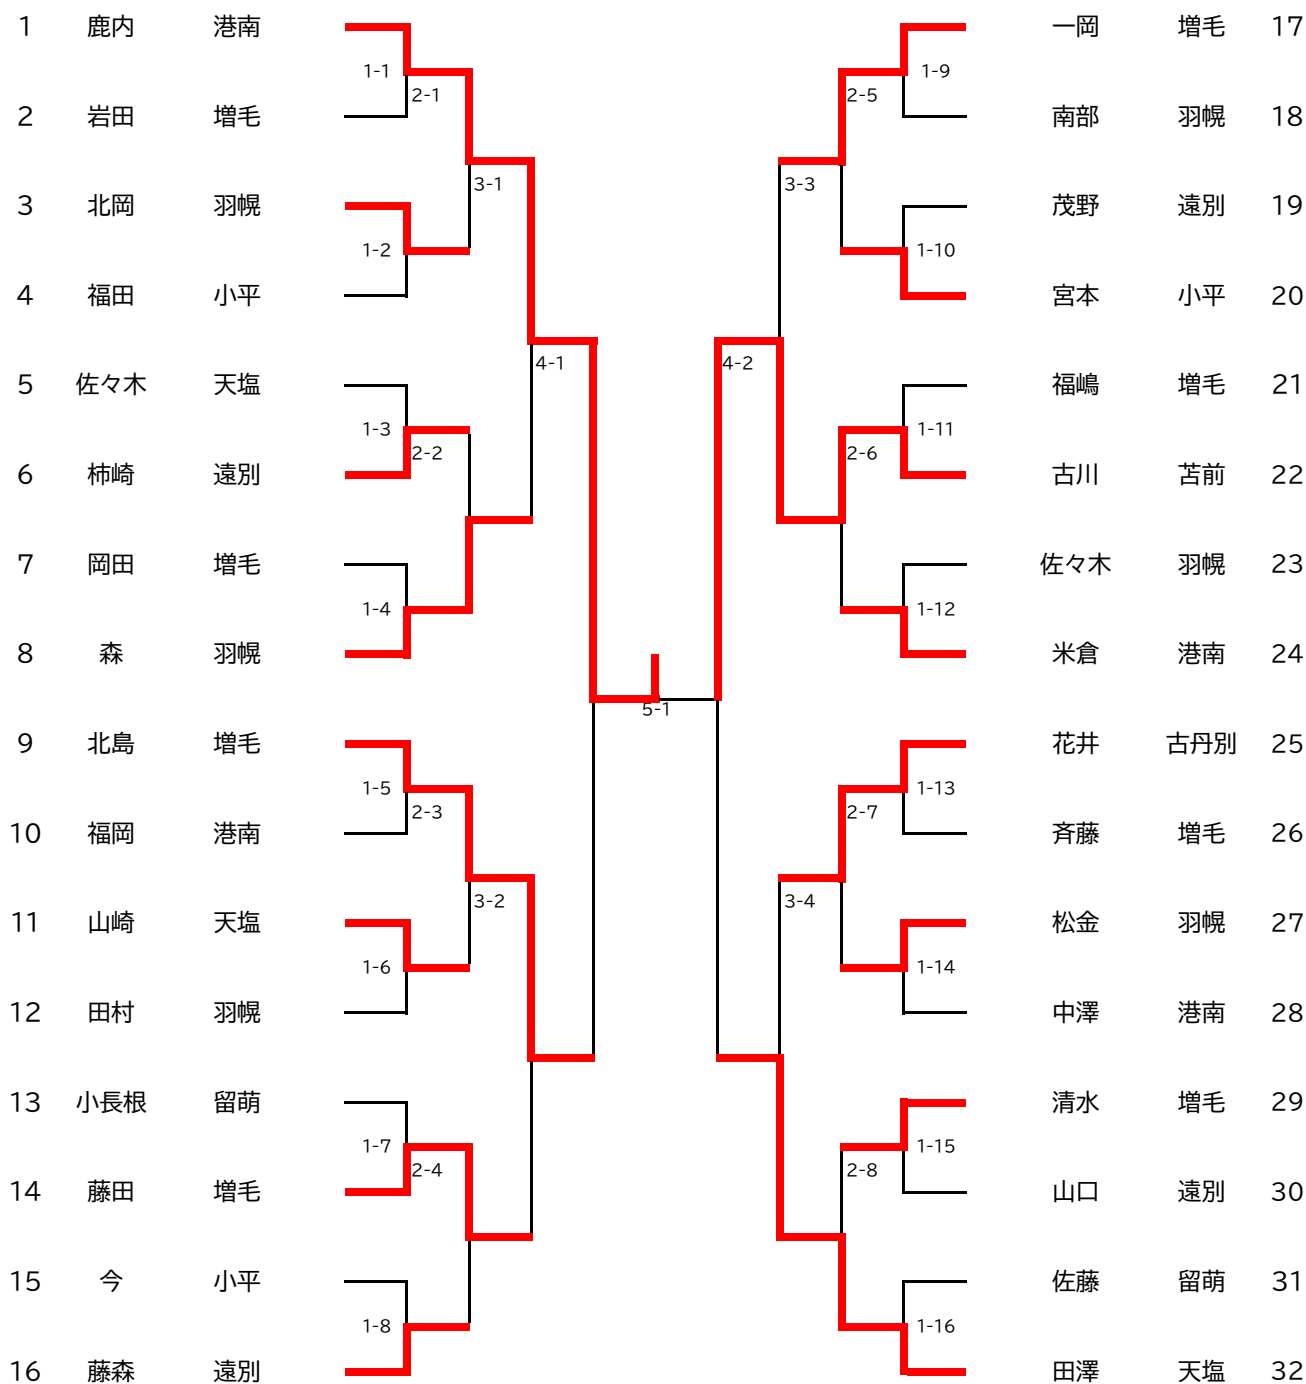 1 鹿内 港南
1-1
2-1
2 岩田 増毛
3-1
3 北岡 羽幌
1-2
4 福田 小平
4-1
5 佐々木 天塩
1-3
2-2
6 柿崎 遠別
7 岡田 増毛
1-4
8 森 羽幌
5-1
9 北島 増毛
1-5
2-3
10 福岡 港南
3-2
11 山崎 天塩
1-6
12 田村 羽幌
13 小長根 留萌
1-7
2-4
14 藤田 増毛
15 今 小平
1-8
16 藤森 遠別
一岡 増毛 17
1-9
2-5
南部 羽幌 18
3-3
茂野 遠別 19
1-10
宮本 小平 20
4-2
福嶋 増毛 21
1-11
2-6
古川 苫前 22
佐々木 羽幌 23
1-12
米倉 港南 24
花井 古丹別 25
1-13
2-7
斉藤 増毛 26
3-4
松金 羽幌 27
1-14
中澤 港南 28
清水 増毛 29
1-15
2-8
山口 遠別 30
佐藤 留萌 31
1-16
田澤 天塩 32